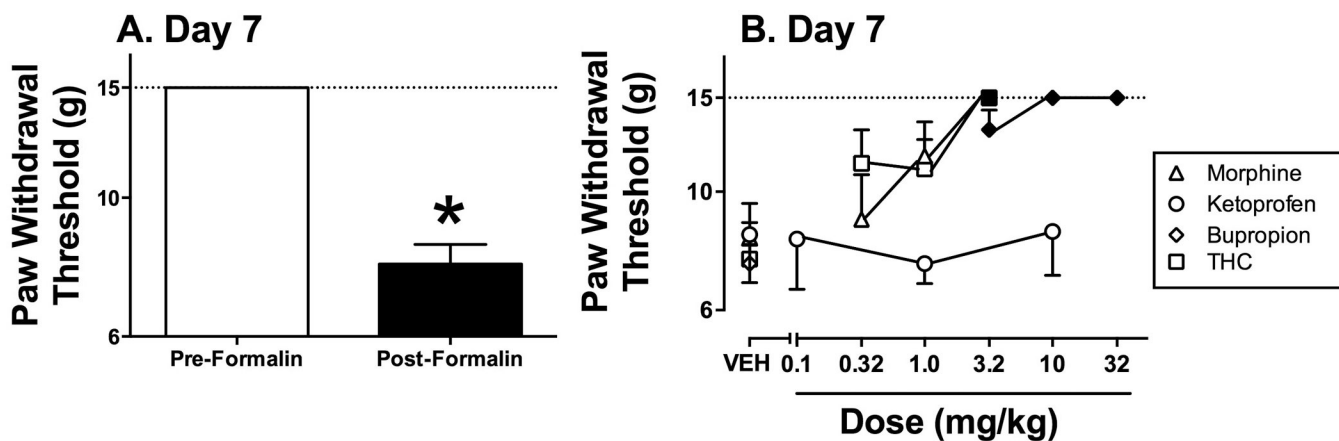 A. Day 7
Paw Withdrawal
Threshold (g)
15
10
6
*
Pre-Formalin
Post-Formalin
B. Day 7
Paw Withdrawal
Threshold (g)
15
10
6
VEH
0.1
0.32
1.0
3.2
10
32
Dose (mg/kg)
Morphine
Ketoprofen
Bupropion
THC